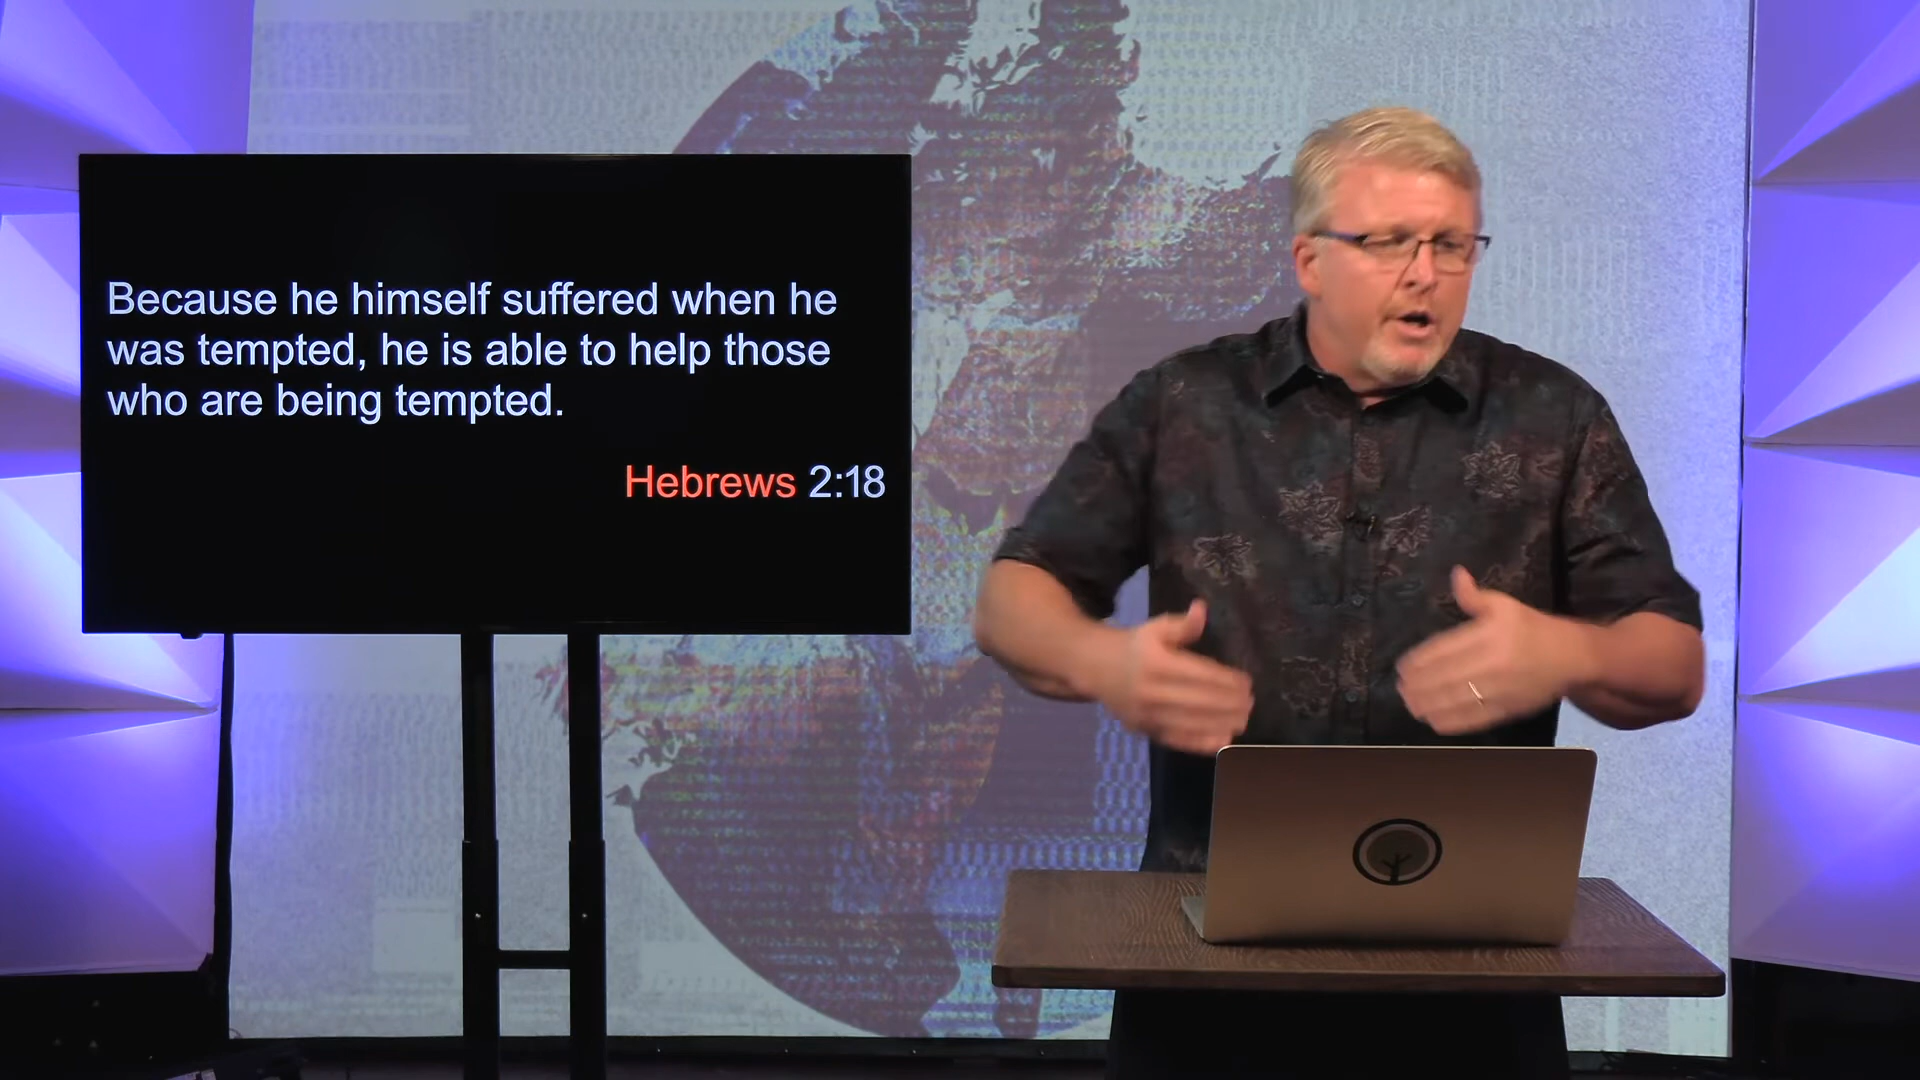 Because he himself suffered when he
was tempted, he is able to help those
who are being tempted.
Hebrews 2:18